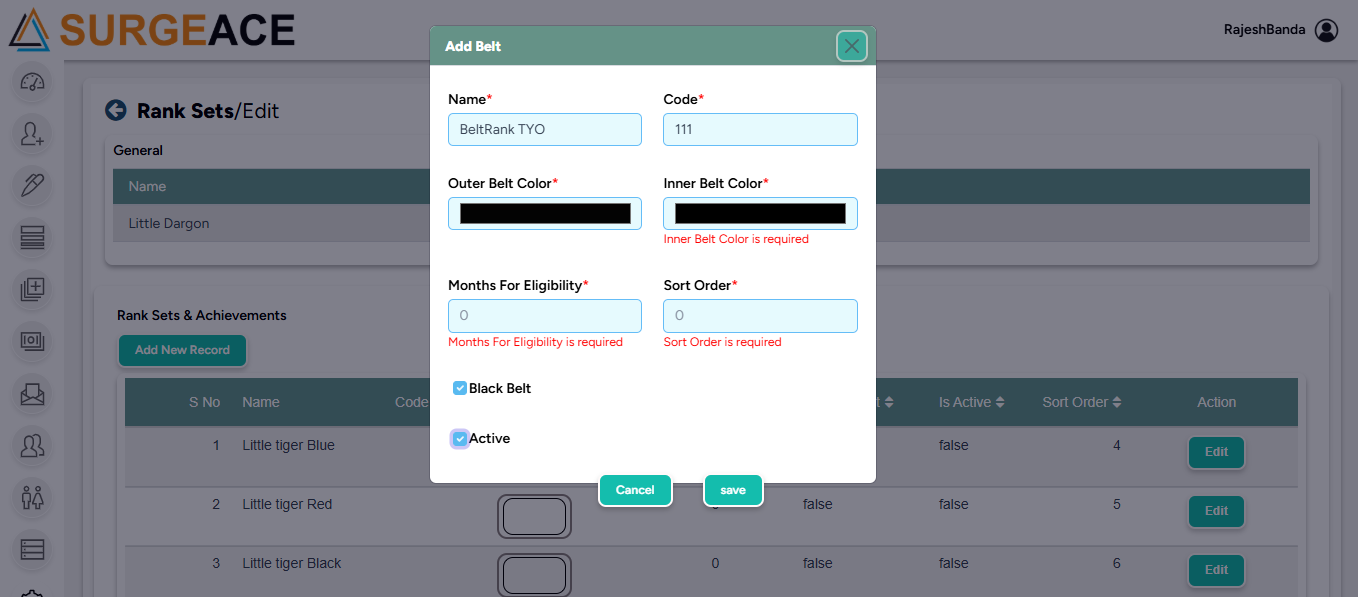 SURGEACE
RajeshBanda
Add Belt
Name* Code*
BeltRank TYO 111
Outer Belt Color* Inner Belt Color*
Inner Belt Color is required
Months For Eligibility* Sort Order*
0 0
Months For Eligibility is required Sort Order is required
Black Belt
Active
Cancel save
Rank Sets/Edit
General
Name
Little Dargon
Rank Sets & Achievements
Add New Record
S No Name Code Is Active Sort Order Action
1 Little tiger Blue false 4 Edit
2 Little tiger Red false false 5 Edit
3 Little tiger Black 0 false false 6 Edit